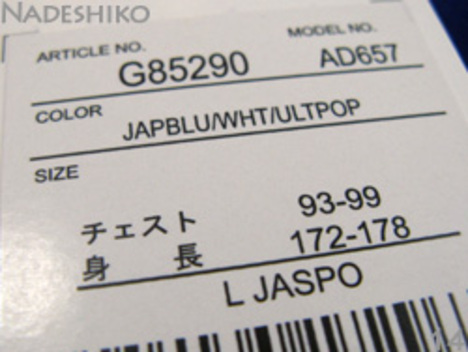 NADESHIKO
ARTICLE NO. MODEL NO.
G85290 AD657
COLOR
JAPBLU/WHT/ULTPOP
SIZE
チェスト 93-99
身 長 172-178
L JASPO